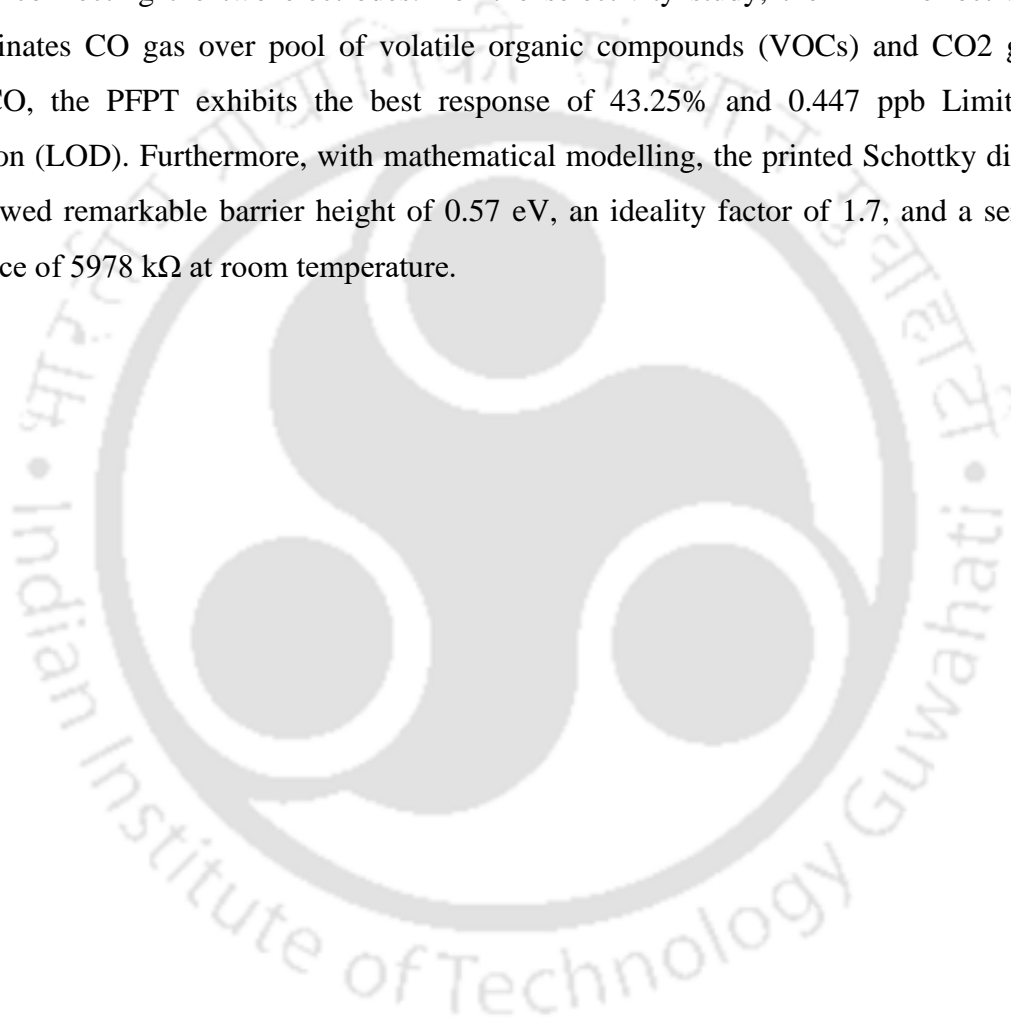 inates CO gas over pool of volatile organic compounds (VOCs) and CO2 g
CO, the PFPT exhibits the best response of 43.25% and 0.447 ppb Limit
on (LOD). Furthermore, with mathematical modelling, the printed Schottky di
wed remarkable barrier height of 0.57 eV, an ideality factor of 1.7, and a se
ce of 5978 kΩ at room temperature.
Indian Institute of Technology Guwahati